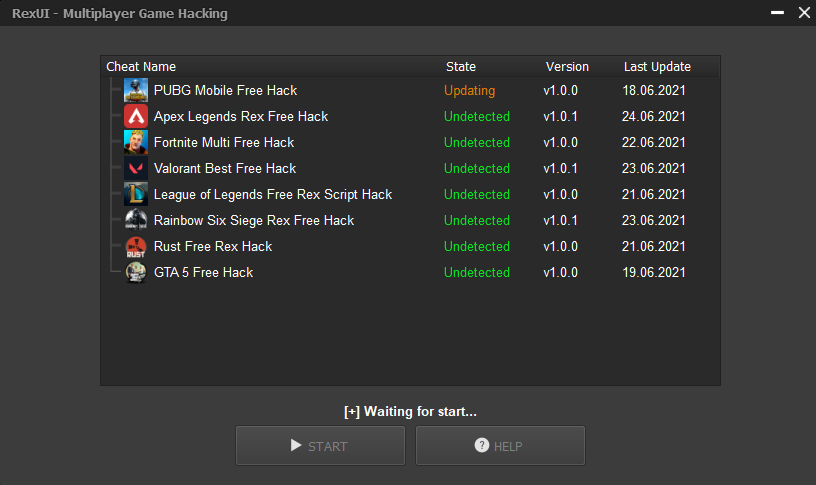 RexUI - Multiplayer Game Hacking
Cheat Name State Version Last Update
PUBG Mobile Free Hack Updating v1.0.0 18.06.2021
Apex Legends Rex Free Hack Undetected v1.0.1 24.06.2021
Fortnite Multi Free Hack Undetected v1.0.0 22.06.2021
Valorant Best Free Hack Undetected v1.0.1 23.06.2021
League of Legends Free Rex Script Hack Undetected v1.0.0 21.06.2021
Rainbow Six Siege Rex Free Hack Undetected v1.0.1 23.06.2021
RUST Rust Free Rex Hack Undetected v1.0.0 21.06.2021
GTA 5 Free Hack Undetected v1.0.0 19.06.2021
[+] Waiting for start...
START ? HELP